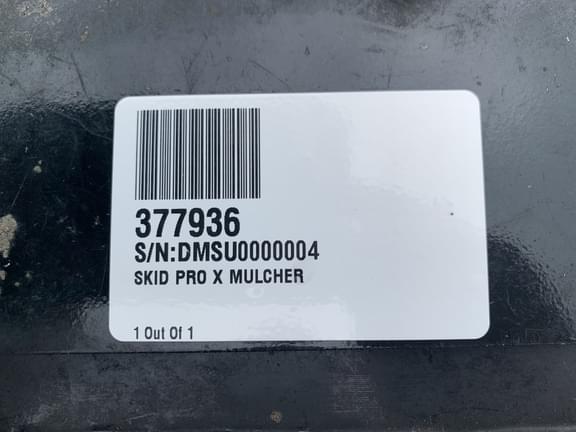 377936
S/N:DMSU0000004
SKID PRO X MULCHER
1 Out Of 1